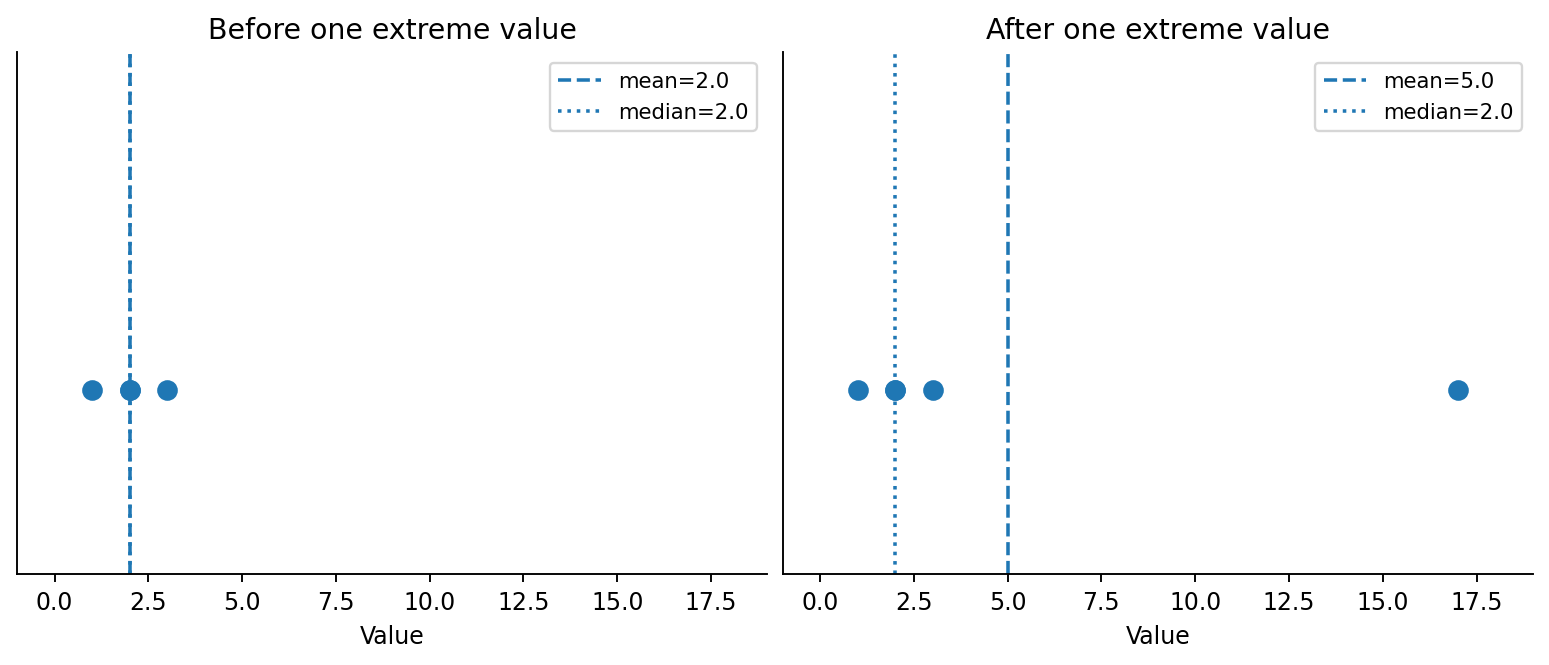 Before one extreme value
mean=2.0
median=2.0
0.0 2.5 5.0 7.5 10.0 12.5 15.0 17.5
Value
After one extreme value
mean=5.0
median=2.0
0.0 2.5 5.0 7.5 10.0 12.5 15.0 17.5
Value